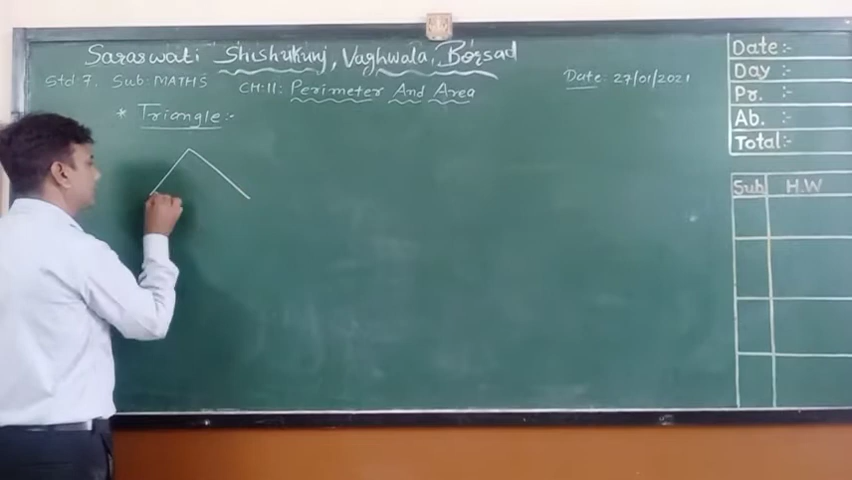 Saraswati Shishukunj, Vaghwala, Borsad
Std: 7, Sub: MATHS CH: 11: Perimeter And Area Date: 27/01/2021
* Triangle:-
Date:-
Day :-
Pr. :-
Ab. :-
Total:-
Sub H.W